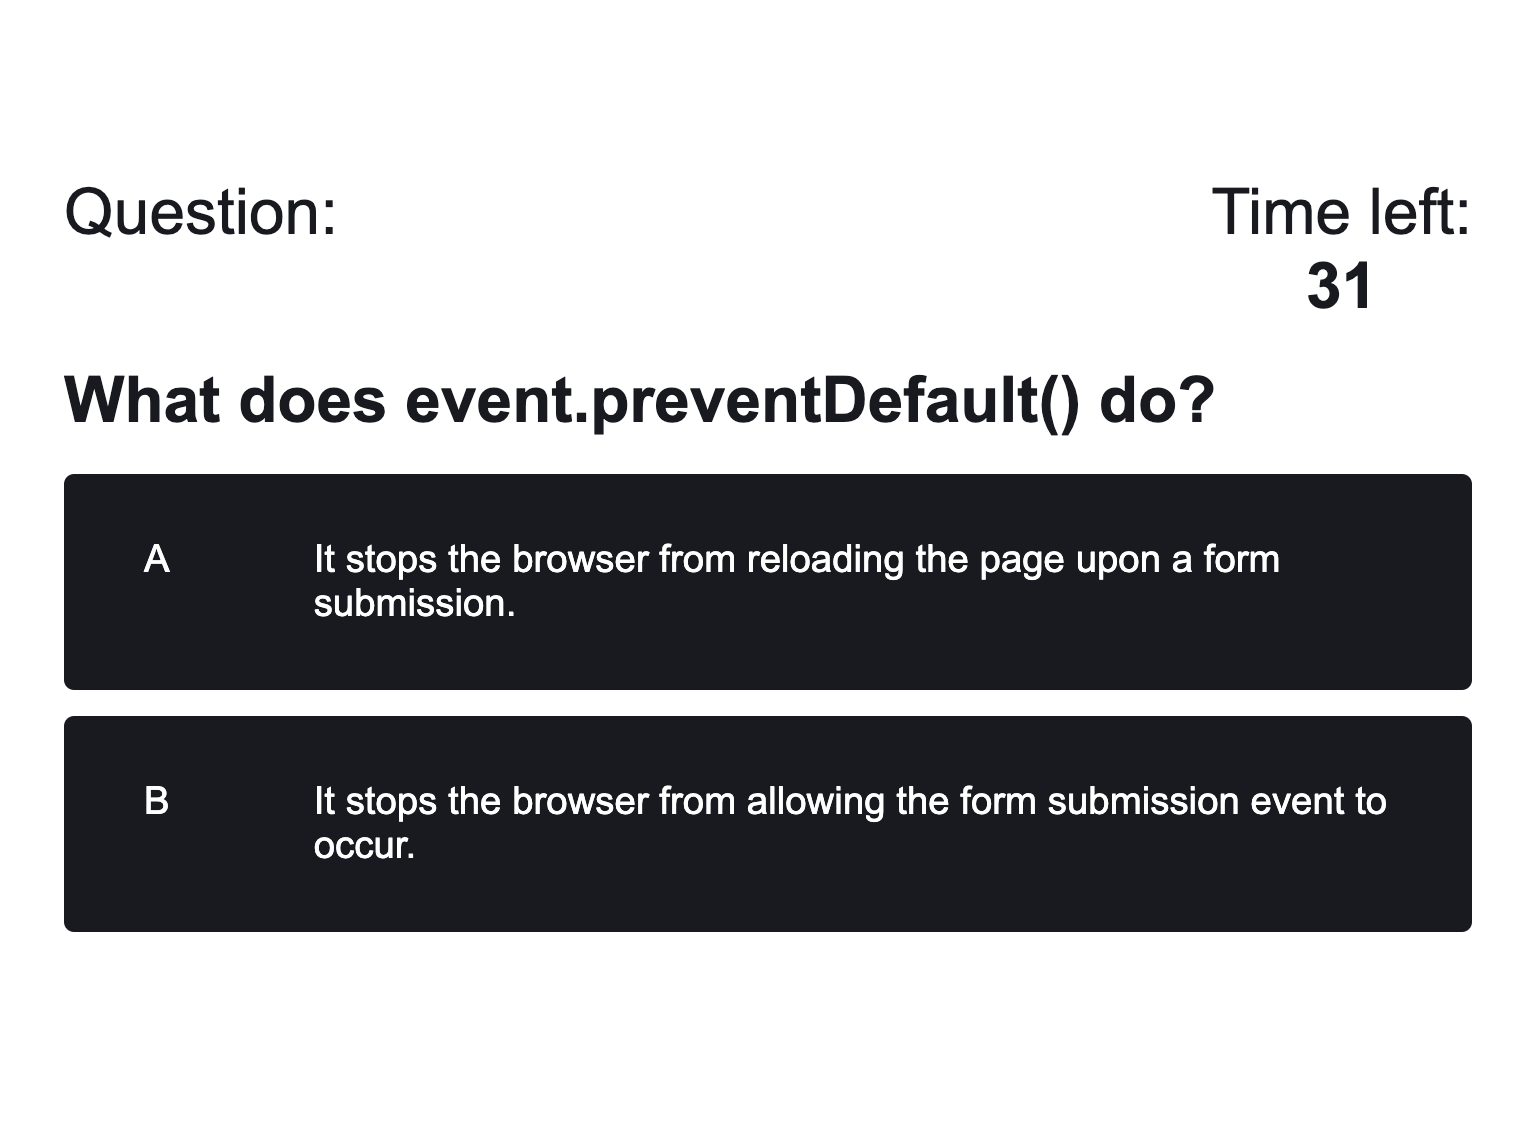 Question:
Time left:
31
What does event.preventDefault() do?
A
It stops the browser from reloading the page upon a form
submission.
B
It stops the browser from allowing the form submission event to
occur.